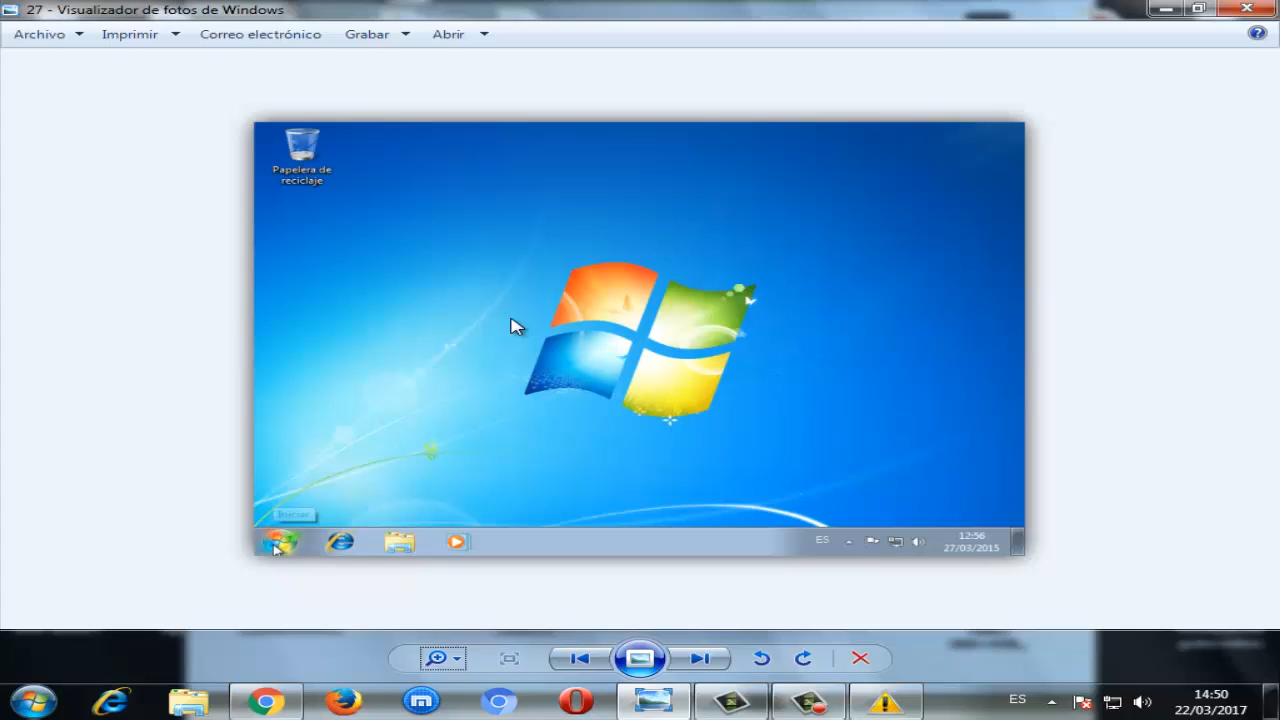 27 - Visualizador de fotos de Windows
Archivo Imprimir Correo electrónico Grabar Abrir
Papelera de
reciclaje
Iniciar
ES 12:56
27/03/2015
ES 14:50
22/03/2017